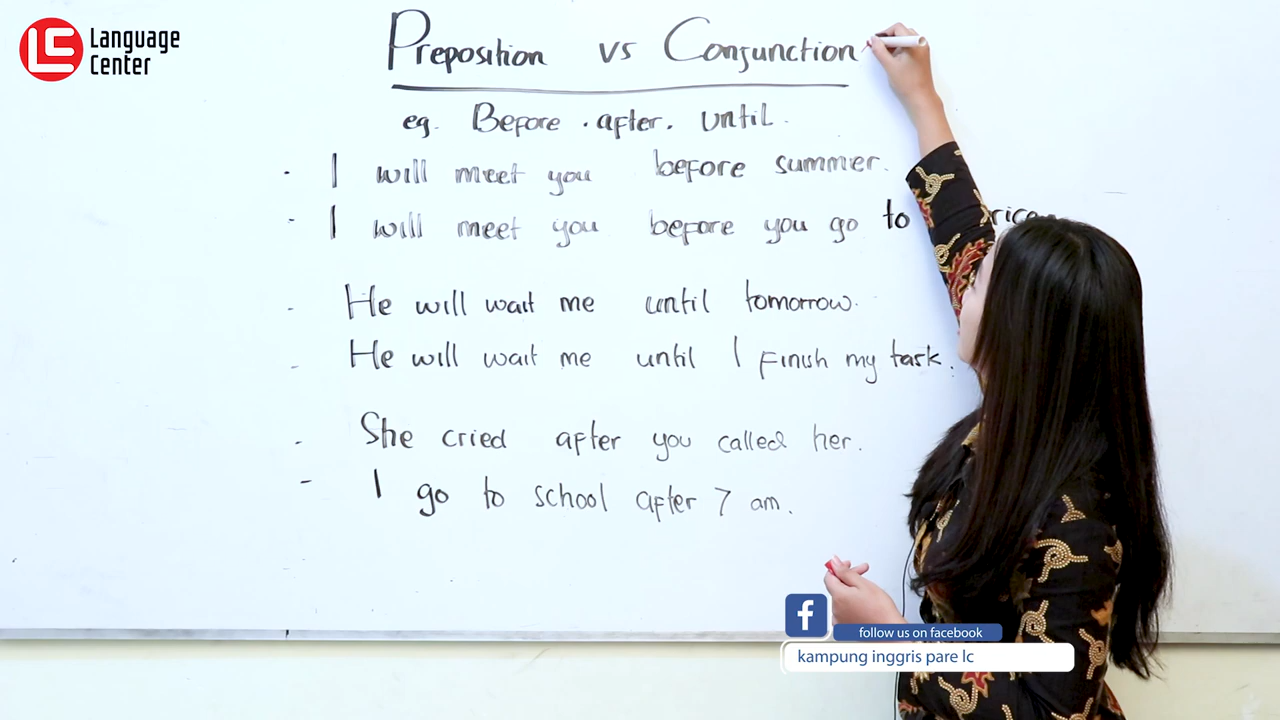 LC Language
Center
Preposition vs Conjunction
eg. Before . after . until .
- I will meet you before summer.
- I will meet you before you go to
- He will wait me until tomorrow.
- He will wait me until I finish my task.
- She cried after you called her.
- I go to school after 7 am.
f
follow us on facebook
kampung inggris pare lc